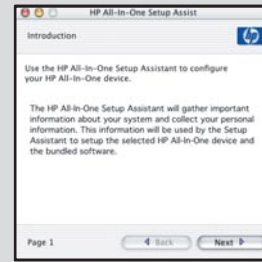 HP All-In-One Setup Assist
Introduction
hp
Use the HP All-In-One Setup Assistant to configure
your HP All-in-One device.
The HP All-In-One Setup Assistant will gather important
information about your system and collect your personal
information. This information will be used by the Setup
Assistant to setup the selected HP All-In-One device and
the bundled software.
Page 1
Back
Next